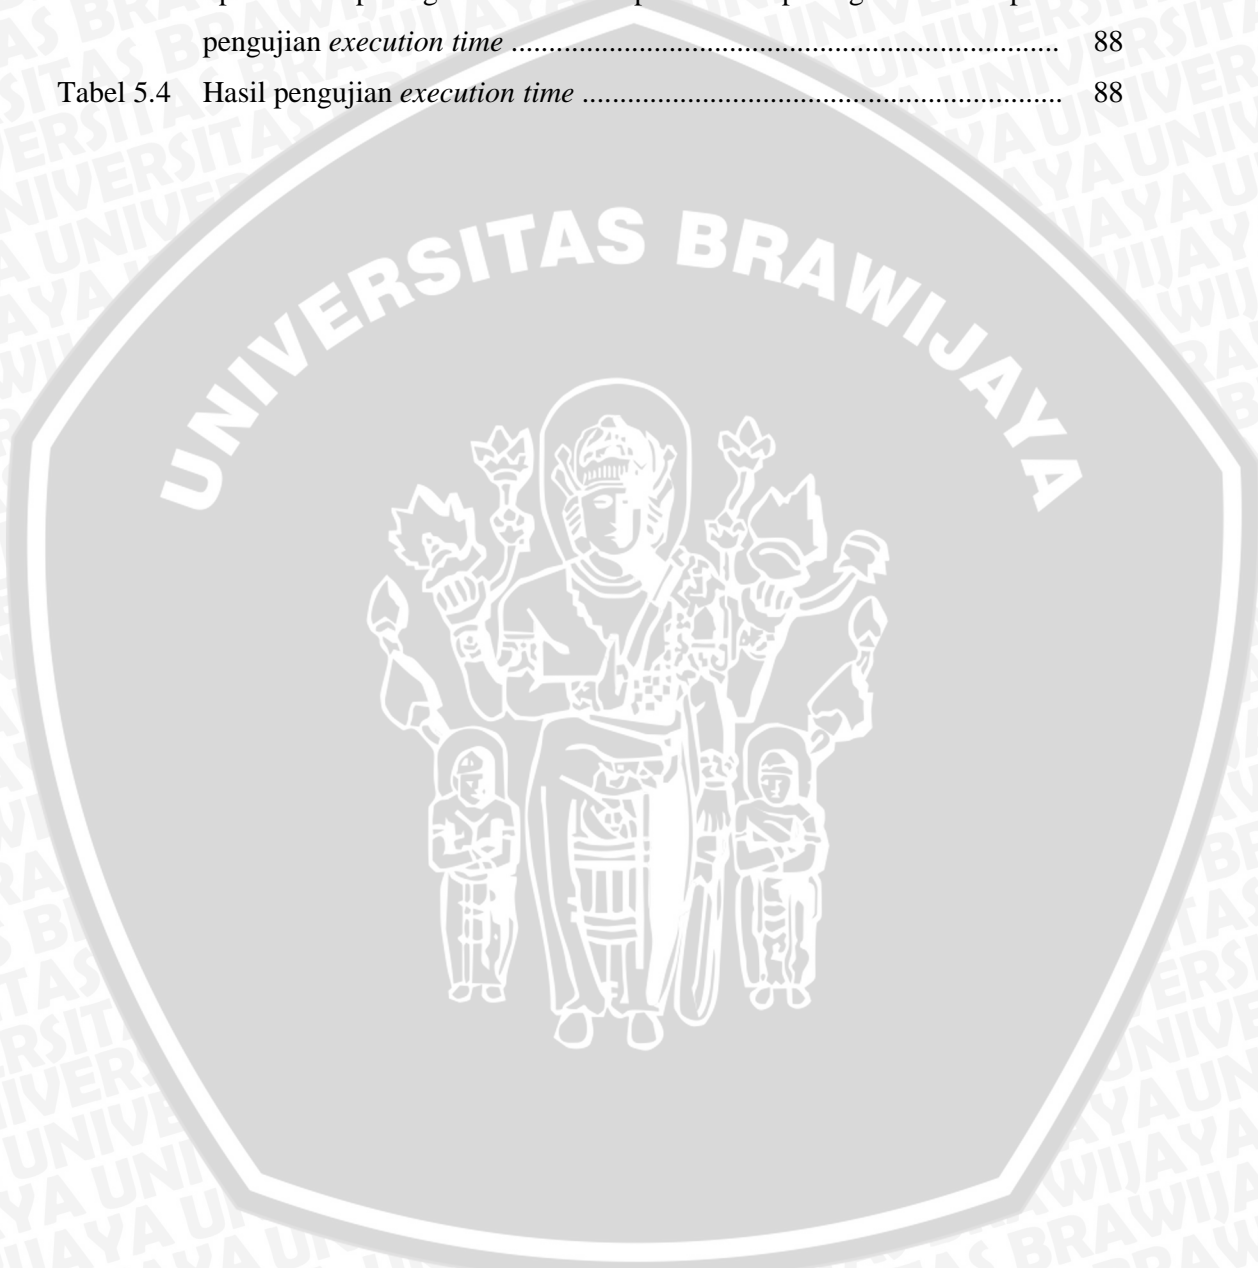 pengujian execution time ........................................................................ 88
Tabel 5.4 Hasil pengujian execution time ............................................................... 88
UNIVERSITAS BRAWIJAYA